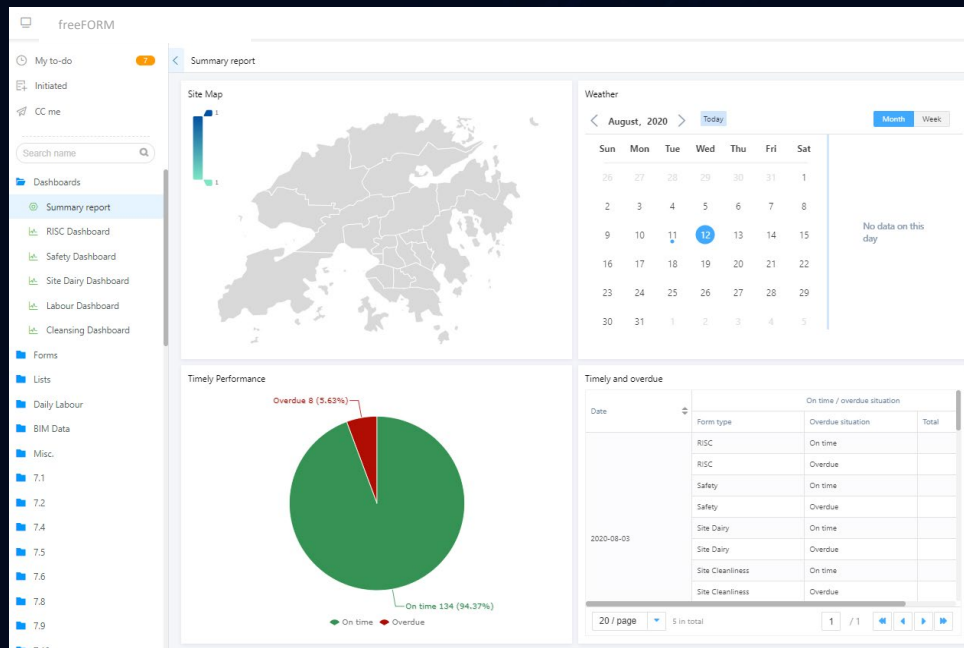 freeFORM
My to-do 7
Initiated
CC me
Search name
Dashboards
Summary report
RISC Dashboard
Safety Dashboard
Site Dairy Dashboard
Labour Dashboard
Cleansing Dashboard
Forms
Lists
Daily Labour
BIM Data
Misc.
7.1
7.2
7.4
7.5
7.6
7.8
7.9
Summary report
Site Map
1
1
Weather
August, 2020 Today Month Week
Sun Mon Tue Wed Thu Fri Sat
26 27 28 29 30 31 1
2 3 4 5 6 7 8
9 10 11 12 13 14 15
16 17 18 19 20 21 22
23 24 25 26 27 28 29
30 31 1 2 3 4 5
No data on this
day
Timely Performance
Overdue 8 (5.63%)
On time 134 (94.37%)
On time Overdue
Timely and overdue
Date On time / overdue situation
Form type Overdue situation Total
2020-08-03
RISC On time
RISC Overdue
Safety On time
Safety Overdue
Site Dairy On time
Site Dairy Overdue
Site Cleanliness On time
Site Cleanliness Overdue
20 / page 5 in total 1 / 1